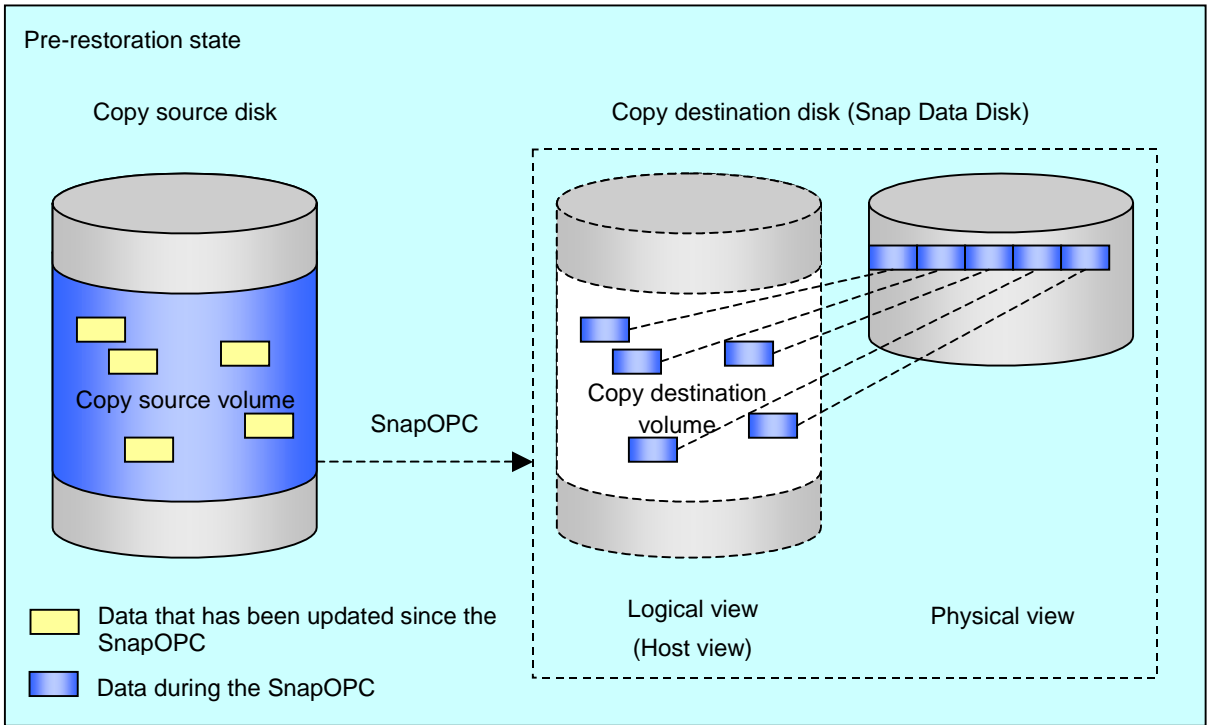 Pre-restoration state
Copy source disk
Copy destination disk (Snap Data Disk)
Copy source volume
SnapOPC
Copy destination
volume
Data that has been updated since the
SnapOPC
Data during the SnapOPC
Logical view
(Host view)
Physical view